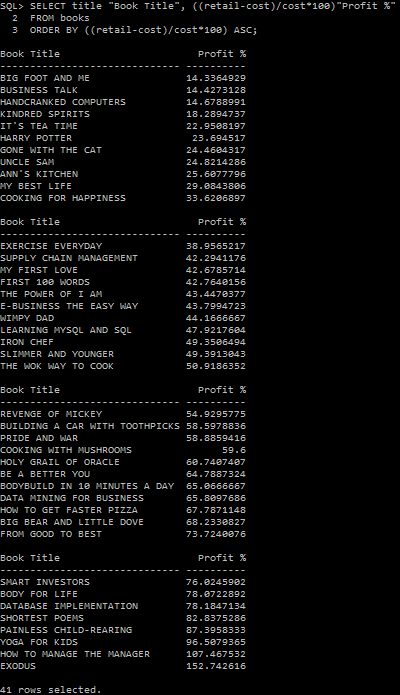 SQL> SELECT title "Book Title", ((retail-cost)/cost*100)"Profit %"
  2  FROM books
  3  ORDER BY ((retail-cost)/cost*100) ASC;

Book Title                       Profit %
------------------------------ ----------
BIG FOOT AND ME                14.3364929
BUSINESS TALK                  14.4273128
HANDCRANKED COMPUTERS          14.6788991
KINDRED SPIRITS                18.2894737
IT'S TEA TIME                  22.9508197
HARRY POTTER                    23.694517
GONE WITH THE CAT              24.4604317
UNCLE SAM                      24.8214286
ANN'S KITCHEN                  25.6077796
MY BEST LIFE                   29.0843806
COOKING FOR HAPPINESS          33.6206897

Book Title                       Profit %
------------------------------ ----------
EXERCISE EVERYDAY              38.9565217
SUPPLY CHAIN MANAGEMENT        42.2941176
MY FIRST LOVE                  42.6785714
FIRST 100 WORDS                42.7640156
THE POWER OF I AM              43.4470377
E-BUSINESS THE EASY WAY        43.7994723
WIMPY DAD                      44.1666667
LEARNING MYSQL AND SQL         47.9217604
IRON CHEF                      49.3506494
SLIMMER AND YOUNGER            49.3913043
THE WOK WAY TO COOK            50.9186352

Book Title                       Profit %
------------------------------ ----------
REVENGE OF MICKEY              54.9295775
BUILDING A CAR WITH TOOTHPICKS 58.5978836
PRIDE AND WAR                  58.8859416
COOKING WITH MUSHROOMS               59.6
HOLY GRAIL OF ORACLE           60.7407407
BE A BETTER YOU                64.7887324
BODYBUILD IN 10 MINUTES A DAY  65.0666667
DATA MINING FOR BUSINESS       65.8097686
HOW TO GET FASTER PIZZA        67.7871148
BIG BEAR AND LITTLE DOVE       68.2330827
FROM GOOD TO BEST              73.7240076

Book Title                       Profit %
------------------------------ ----------
SMART INVESTORS                76.0245902
BODY FOR LIFE                  78.0722892
DATABASE IMPLEMENTATION        78.1847134
SHORTEST POEMS                 82.8375286
PAINLESS CHILD-REARING         87.3958333
YOGA FOR KIDS                  96.5079365
HOW TO MANAGE THE MANAGER      107.467532
EXODUS                         152.742616

41 rows selected.